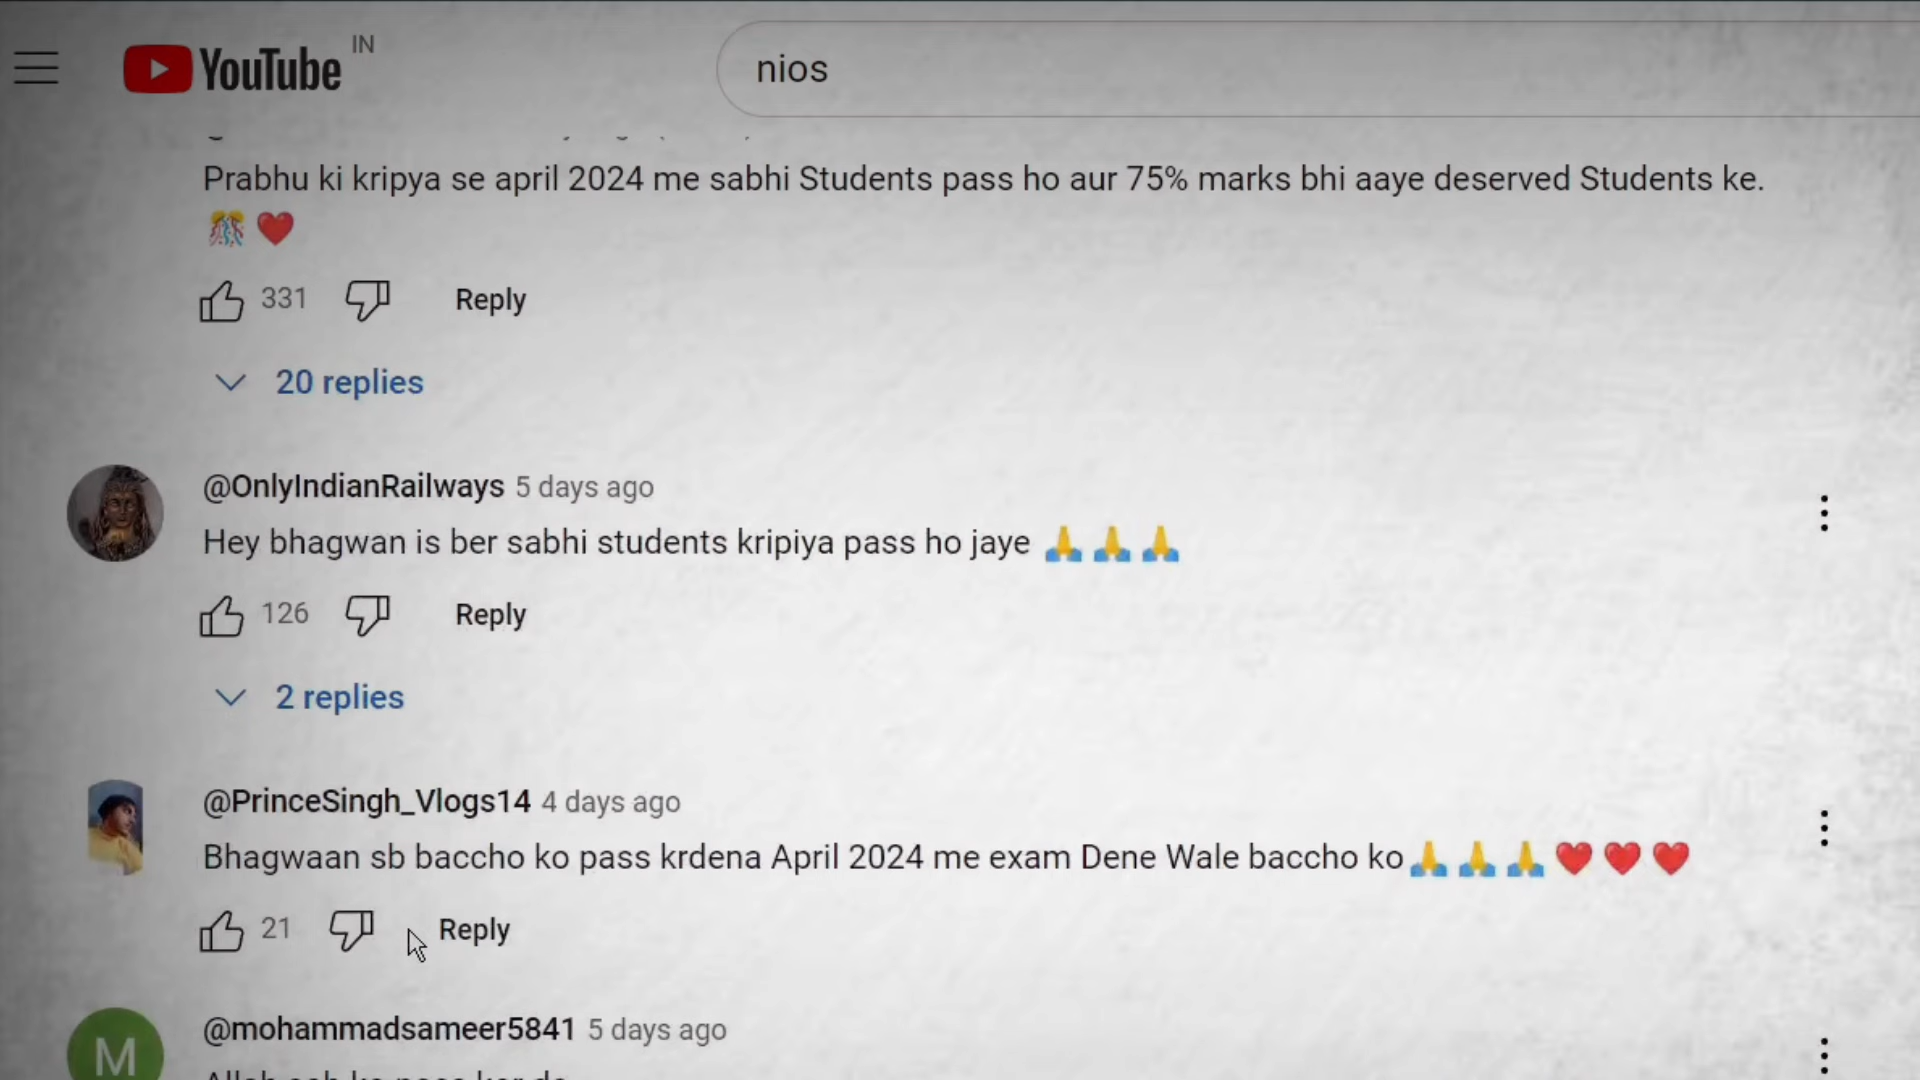 YouTube IN
nios
Prabhu ki kripya se april 2024 me sabhi Students pass ho aur 75% marks bhi aaye deserved Students ke.
🎊❤️
331 Reply
20 replies
@OnlyIndianRailways 5 days ago
Hey bhagwan is ber sabhi students kripiya pass ho jaye 🙏🙏🙏
126 Reply
2 replies
@PrinceSingh_Vlogs14 4 days ago
Bhagwaan sb baccho ko pass krdena April 2024 me exam Dene Wale baccho ko🙏🙏🙏❤️❤️❤️
21 Reply
M
@mohammadsameer5841 5 days ago